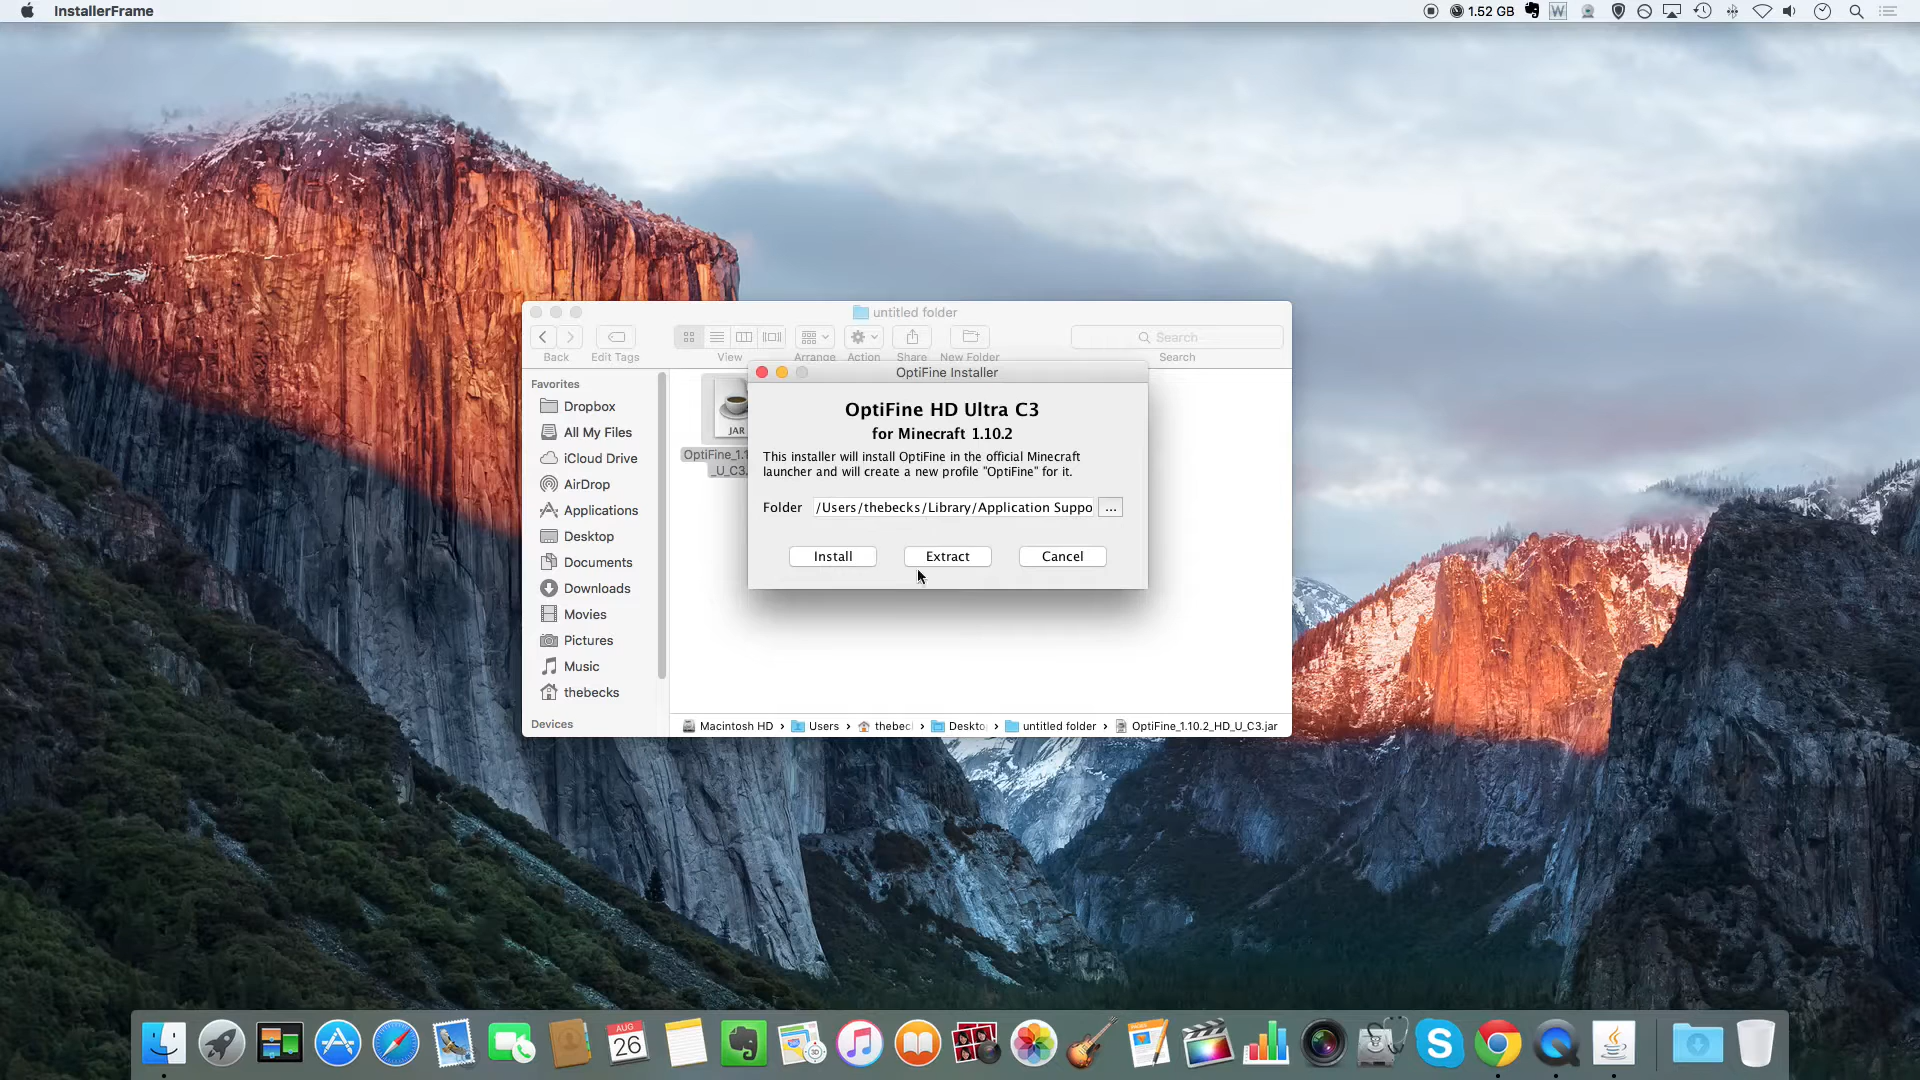 InstallerFrame
1.52 GB
untitled folder
Back
Edit Tags
View
Arrange
Action
Share
New Folder
Search
Search
Favorites
Dropbox
All My Files
iCloud Drive
AirDrop
Applications
Desktop
Documents
Downloads
Movies
Pictures
Music
thebecks
Devices
JAR
OptiFine_1.1
_U_C3.
OptiFine Installer
OptiFine HD Ultra C3
for Minecraft 1.10.2
This installer will install OptiFine in the official Minecraft
launcher and will create a new profile "OptiFine" for it.
Folder /Users/thebecks/Library/Application Suppo ...
Install Extract Cancel
Macintosh HD › Users › thebec › Deskto › untitled folder › OptiFine_1.10.2_HD_U_C3.jar
AUG
26
3D
PAGES